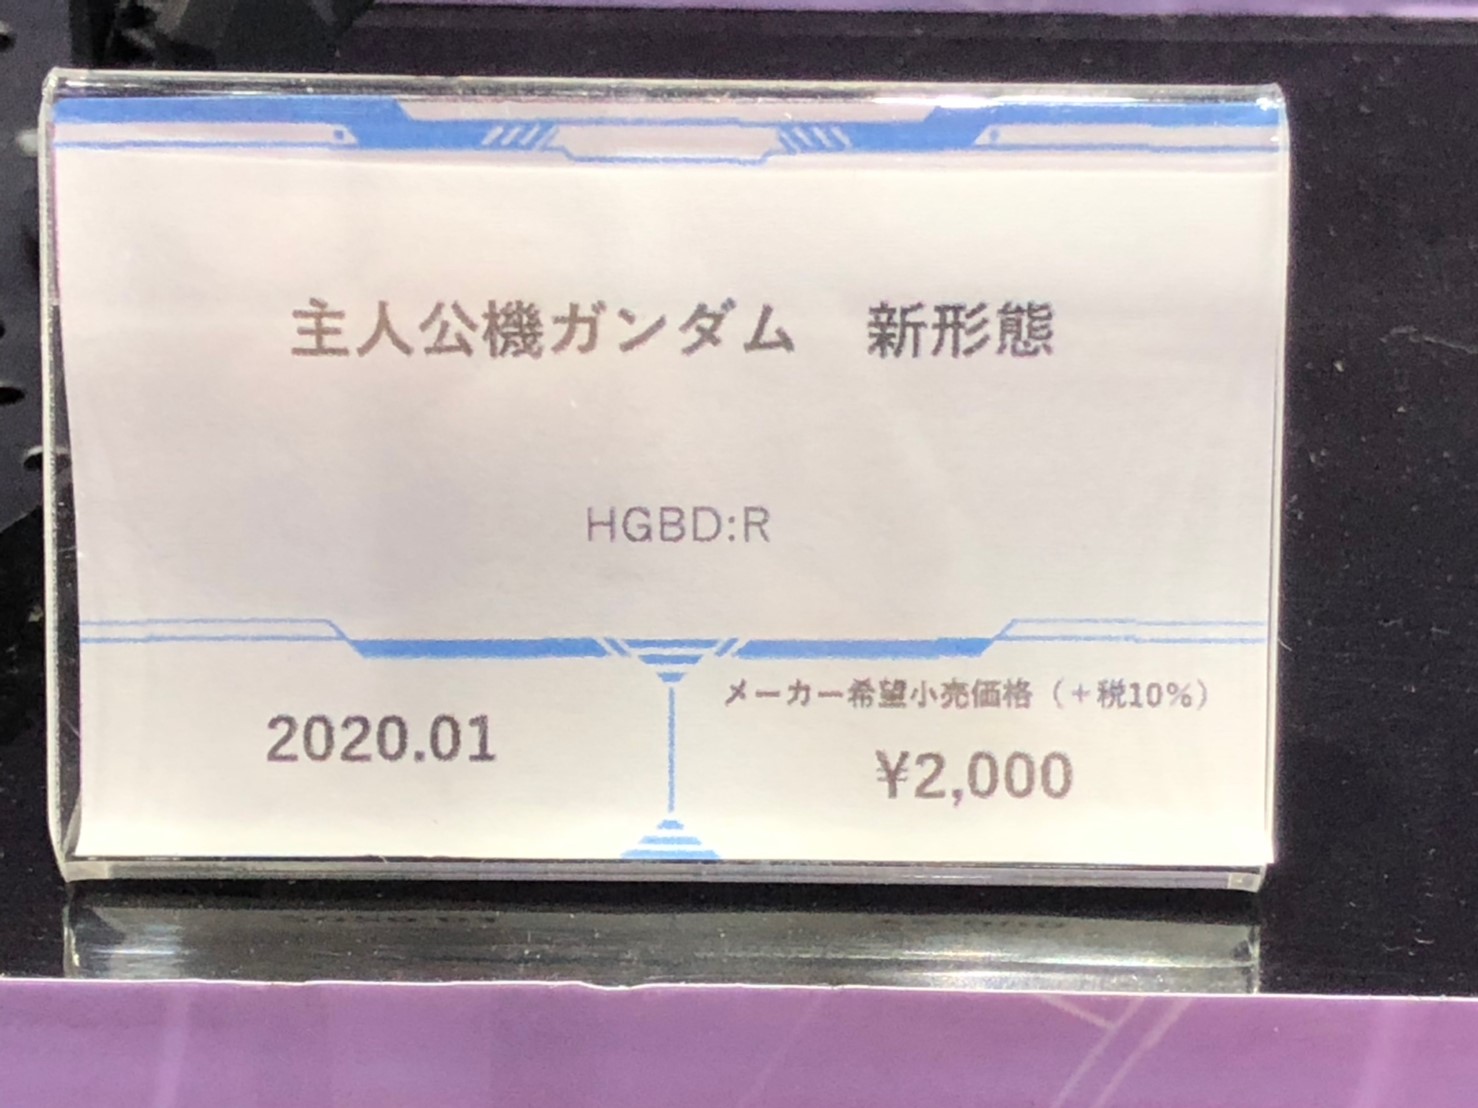 主人公機ガンダム　新形態
HGBD:R
2020.01
メーカー希望小売価格（+税10%）
¥2,000